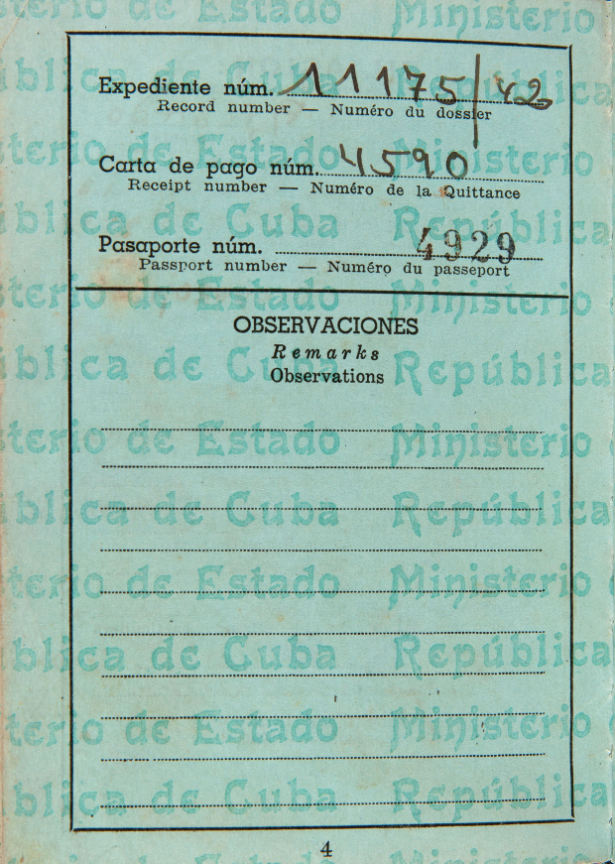 Expediente núm. 11175/42
Record number — Numéro du dossier
Carta de pago núm. 4590
Receipt number — Numéro de la Quittance
Pasaporte núm. 4929
Passport number — Numéro du passeport
OBSERVACIONES
Remarks
Observations
4